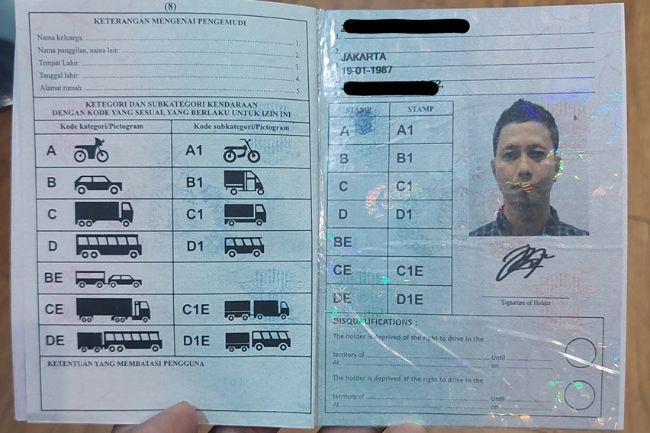 (8)
KETERANGAN MENGENAI PENGEMUDI
Nama keluarga: 1.
Nama panggilan, nama lain: 2.
Tempat Lahir: 3.
Tanggal lahir: 4.
Alamat rumah: 5.
KETEGORI DAN SUBKATEGORI KENDARAAN
DENGAN KODE YANG SESUAI, YANG BERLAKU UNTUK IZIN INI
Kode kategori/Pictogram Kode subkategori/Pictogram
A A1
B B1
C C1
D D1
BE
CE C1E
DE D1E
KETENTUAN YANG MEMBATASI PENGGUNA
1.
2.
JAKARTA
19-01-1987
STAMP STAMP
A A1
B B1
C C1
D D1
BE
CE C1E
DE D1E
Signature of Holder
DISQUALIFICATIONS :
The holder is deprived of the right to drive in the
territory of Until
At on
The holder is deprived of the right to drive in the
territory of Until
At on